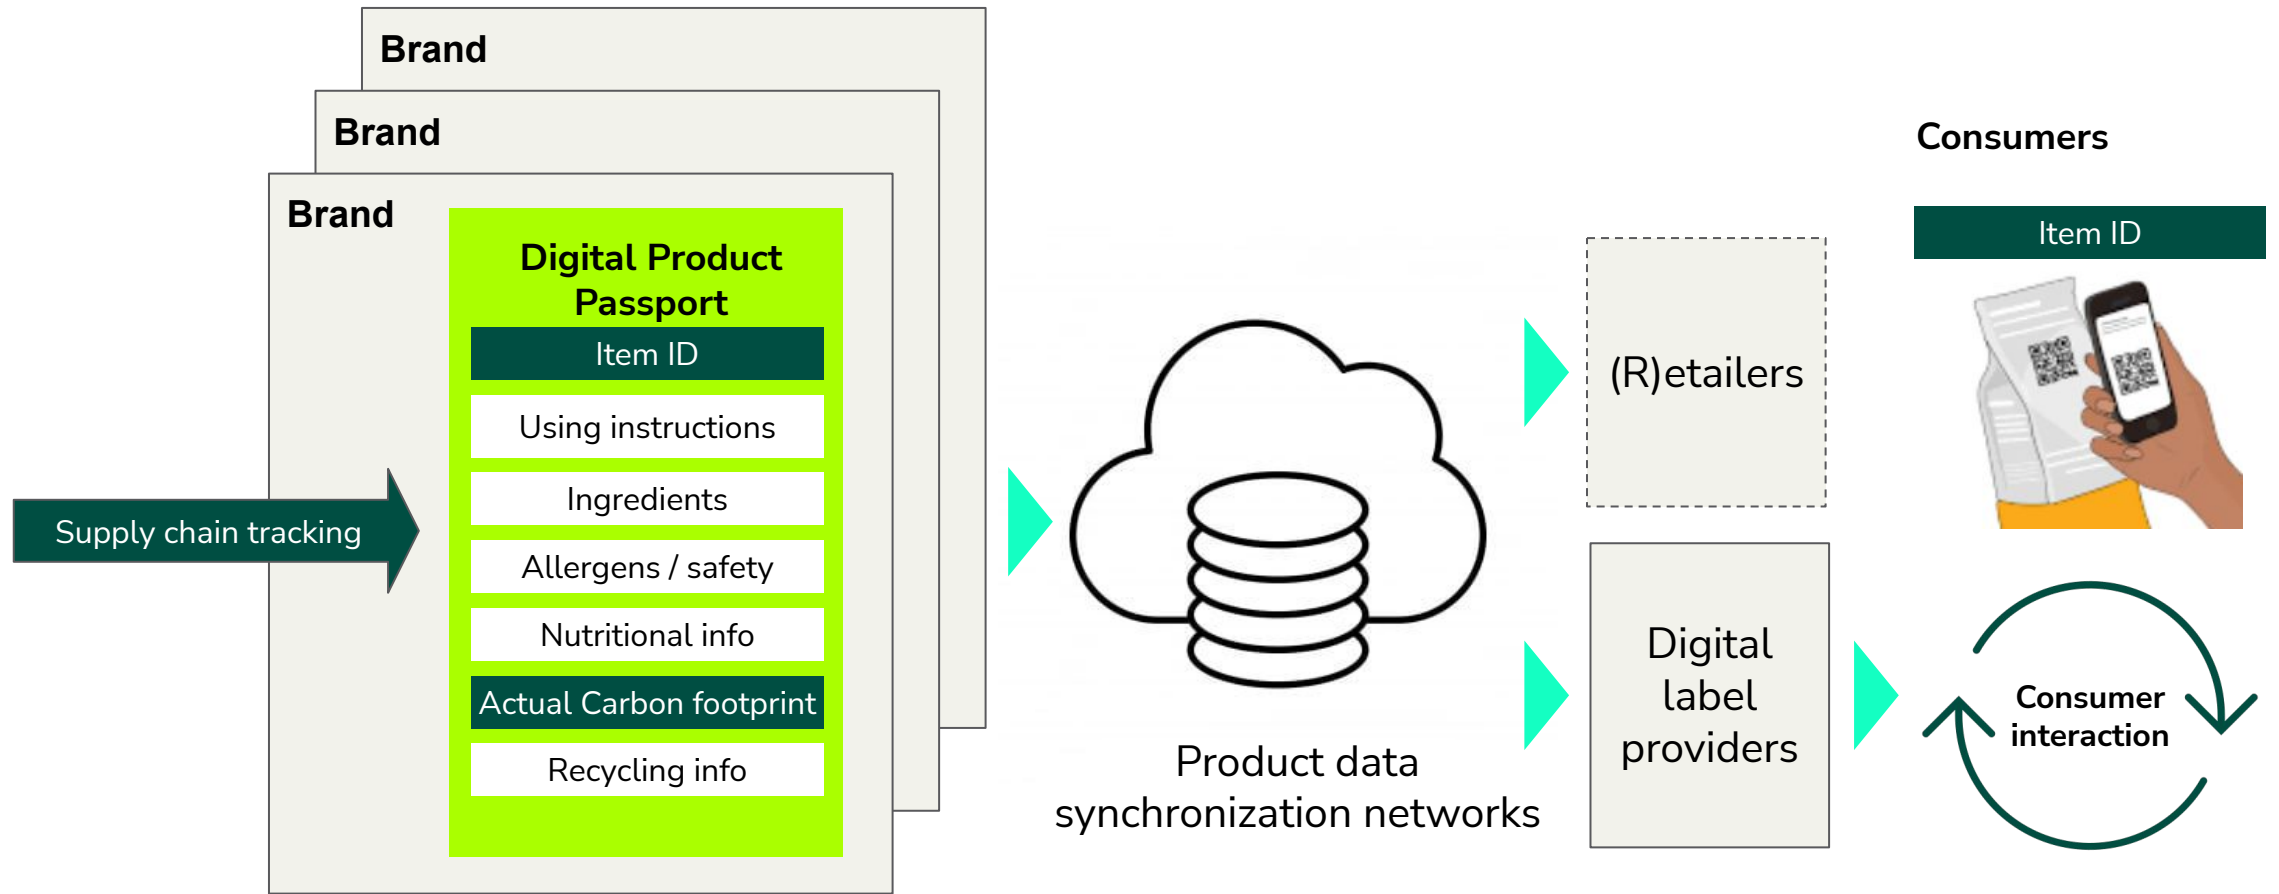 Brand
Brand
Brand
Digital Product
Passport
Item ID
Using instructions
Ingredients
Allergens / safety
Nutritional info
Actual Carbon footprint
Recycling info
Supply chain tracking
Product data
synchronization networks
(R)etailers
Digital
label
providers
Consumers
Item ID
Consumer
interaction